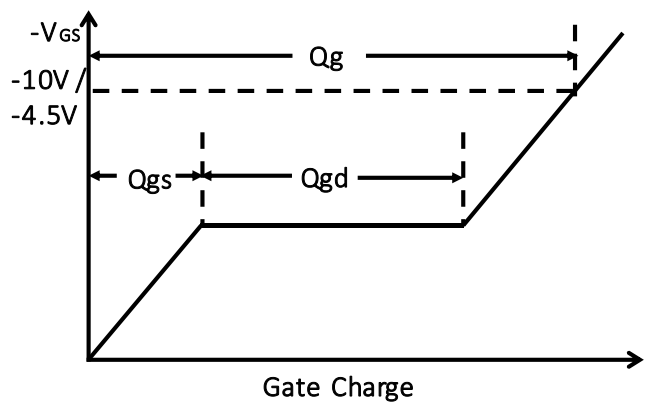 -VGS
Qg
-10V /
-4.5V
Qgs
Qgd
Gate Charge